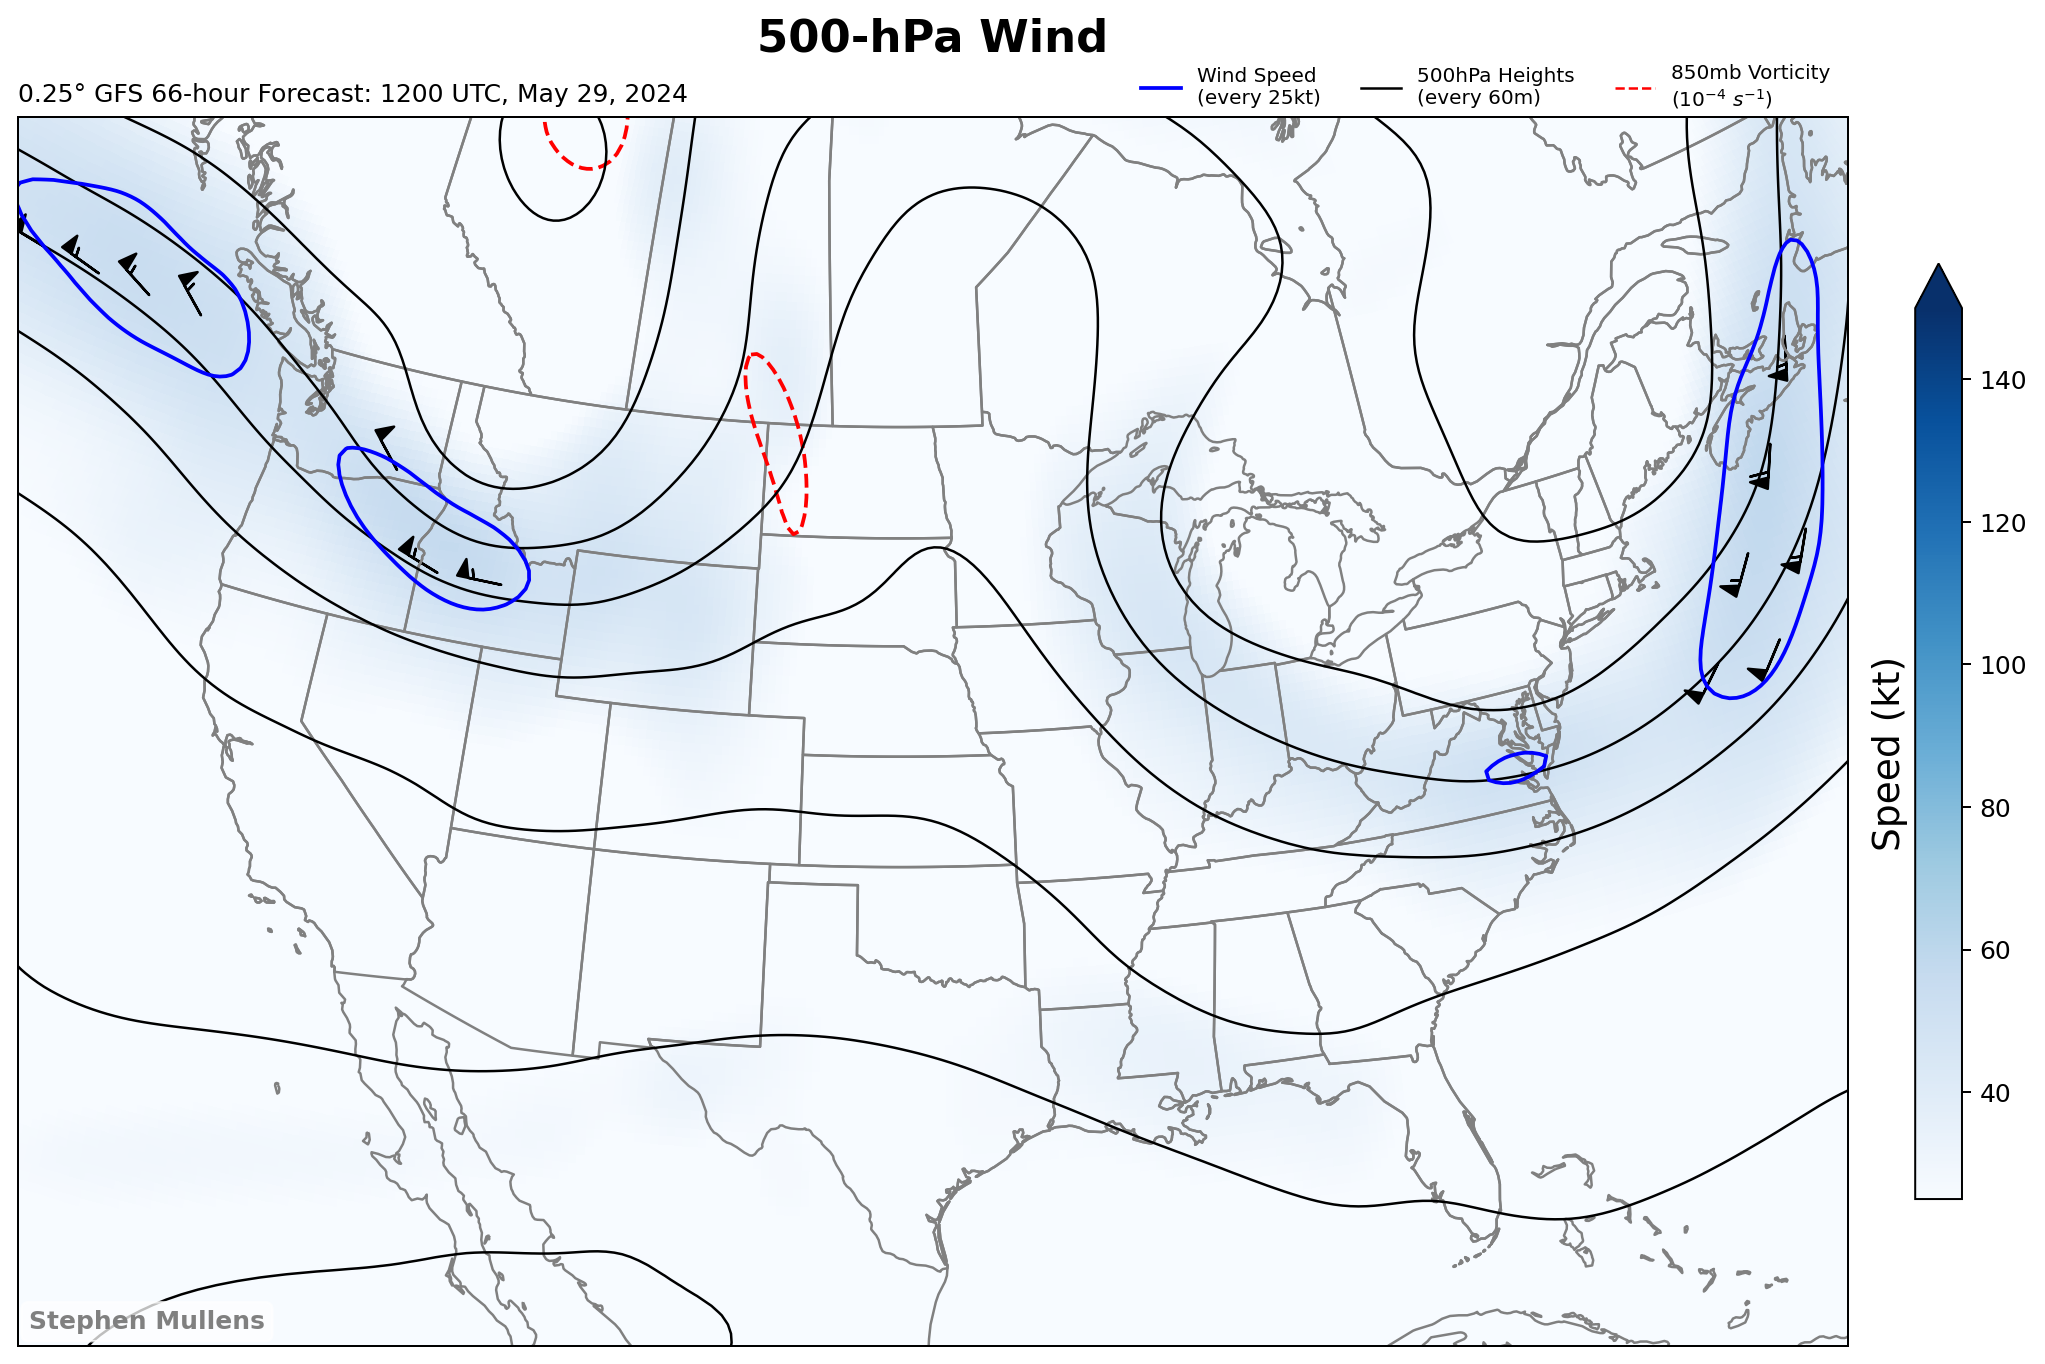 500-hPa Wind
0.25° GFS 66-hour Forecast: 1200 UTC, May 29, 2024
Wind Speed
(every 25kt)
500hPa Heights
(every 60m)
850mb Vorticity
(10⁻⁴ s⁻¹)
140
120
100
80
60
40
Speed (kt)
Stephen Mullens